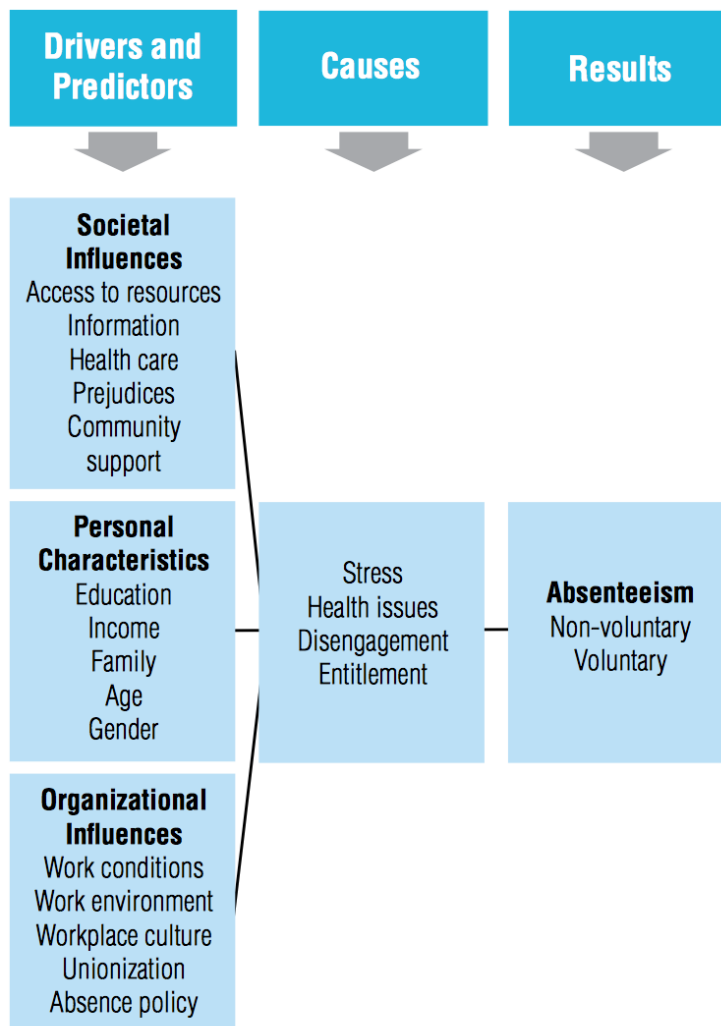 Drivers and
Predictors
Causes
Results
Societal
Influences
Access to resources
Information
Health care
Prejudices
Community
support
Personal
Characteristics
Education
Income
Family
Age
Gender
Organizational
Influences
Work conditions
Work environment
Workplace culture
Unionization
Absence policy
Stress
Health issues
Disengagement
Entitlement
Absenteeism
Non-voluntary
Voluntary